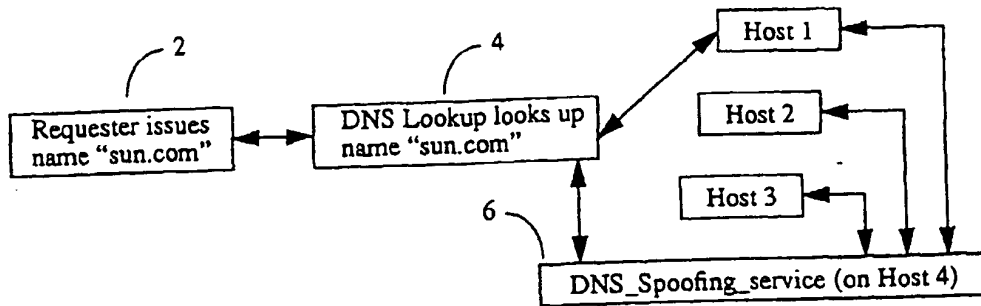 2
4
Host 1
Requester issues
name “sun.com”
DNS Lookup looks up
name “sun.com”
Host 2
Host 3
6
DNS_Spoofing_service (on Host 4)